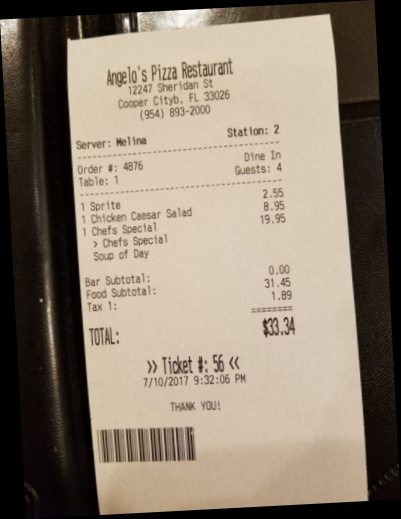 Angelo's Pizza Restaurant
12247 Sheridan St
Cooper Cityb, FL 33026
(954) 893-2000
Server: Melina Station: 2
Order #: 4876 Dine In
Table: 1 Guests: 4
1 Sprite 2.55
1 Chicken Caesar Salad 8.95
1 Chefs Special 19.95
> Chefs Special
Soup of Day
Bar Subtotal: 0.00
Food Subtotal: 31.45
Tax 1: 1.89
========
TOTAL: $33.34
>> Ticket #: 56 <<
7/10/2017 9:32:06 PM
THANK YOU!